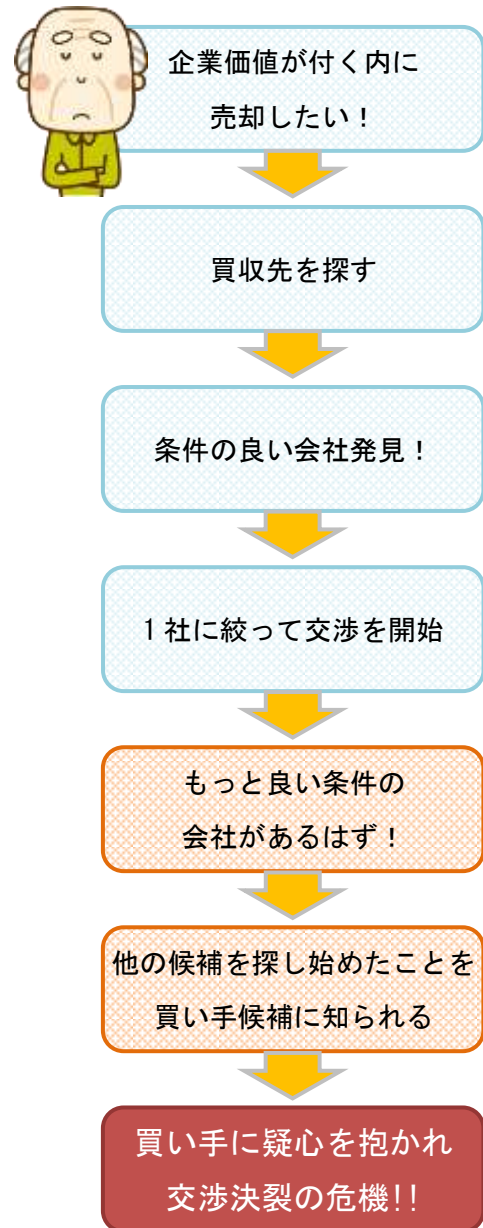 企業価値が付く内に
売却したい！
買収先を探す
条件の良い会社発見！
1社に絞って交渉を開始
もっと良い条件の
会社があるはず！
他の候補を探し始めたことを
買い手候補に知られる
買い手に疑心を抱かれ
交渉決裂の危機!!